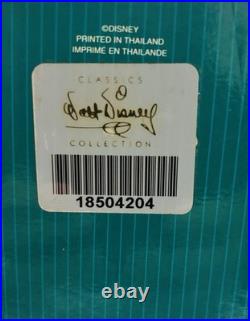 ©DISNEY
PRINTED IN THAILAND
IMPRIMÉ EN THAÏLANDE
CLASSICS
Walt Disney
COLLECTION
18504204